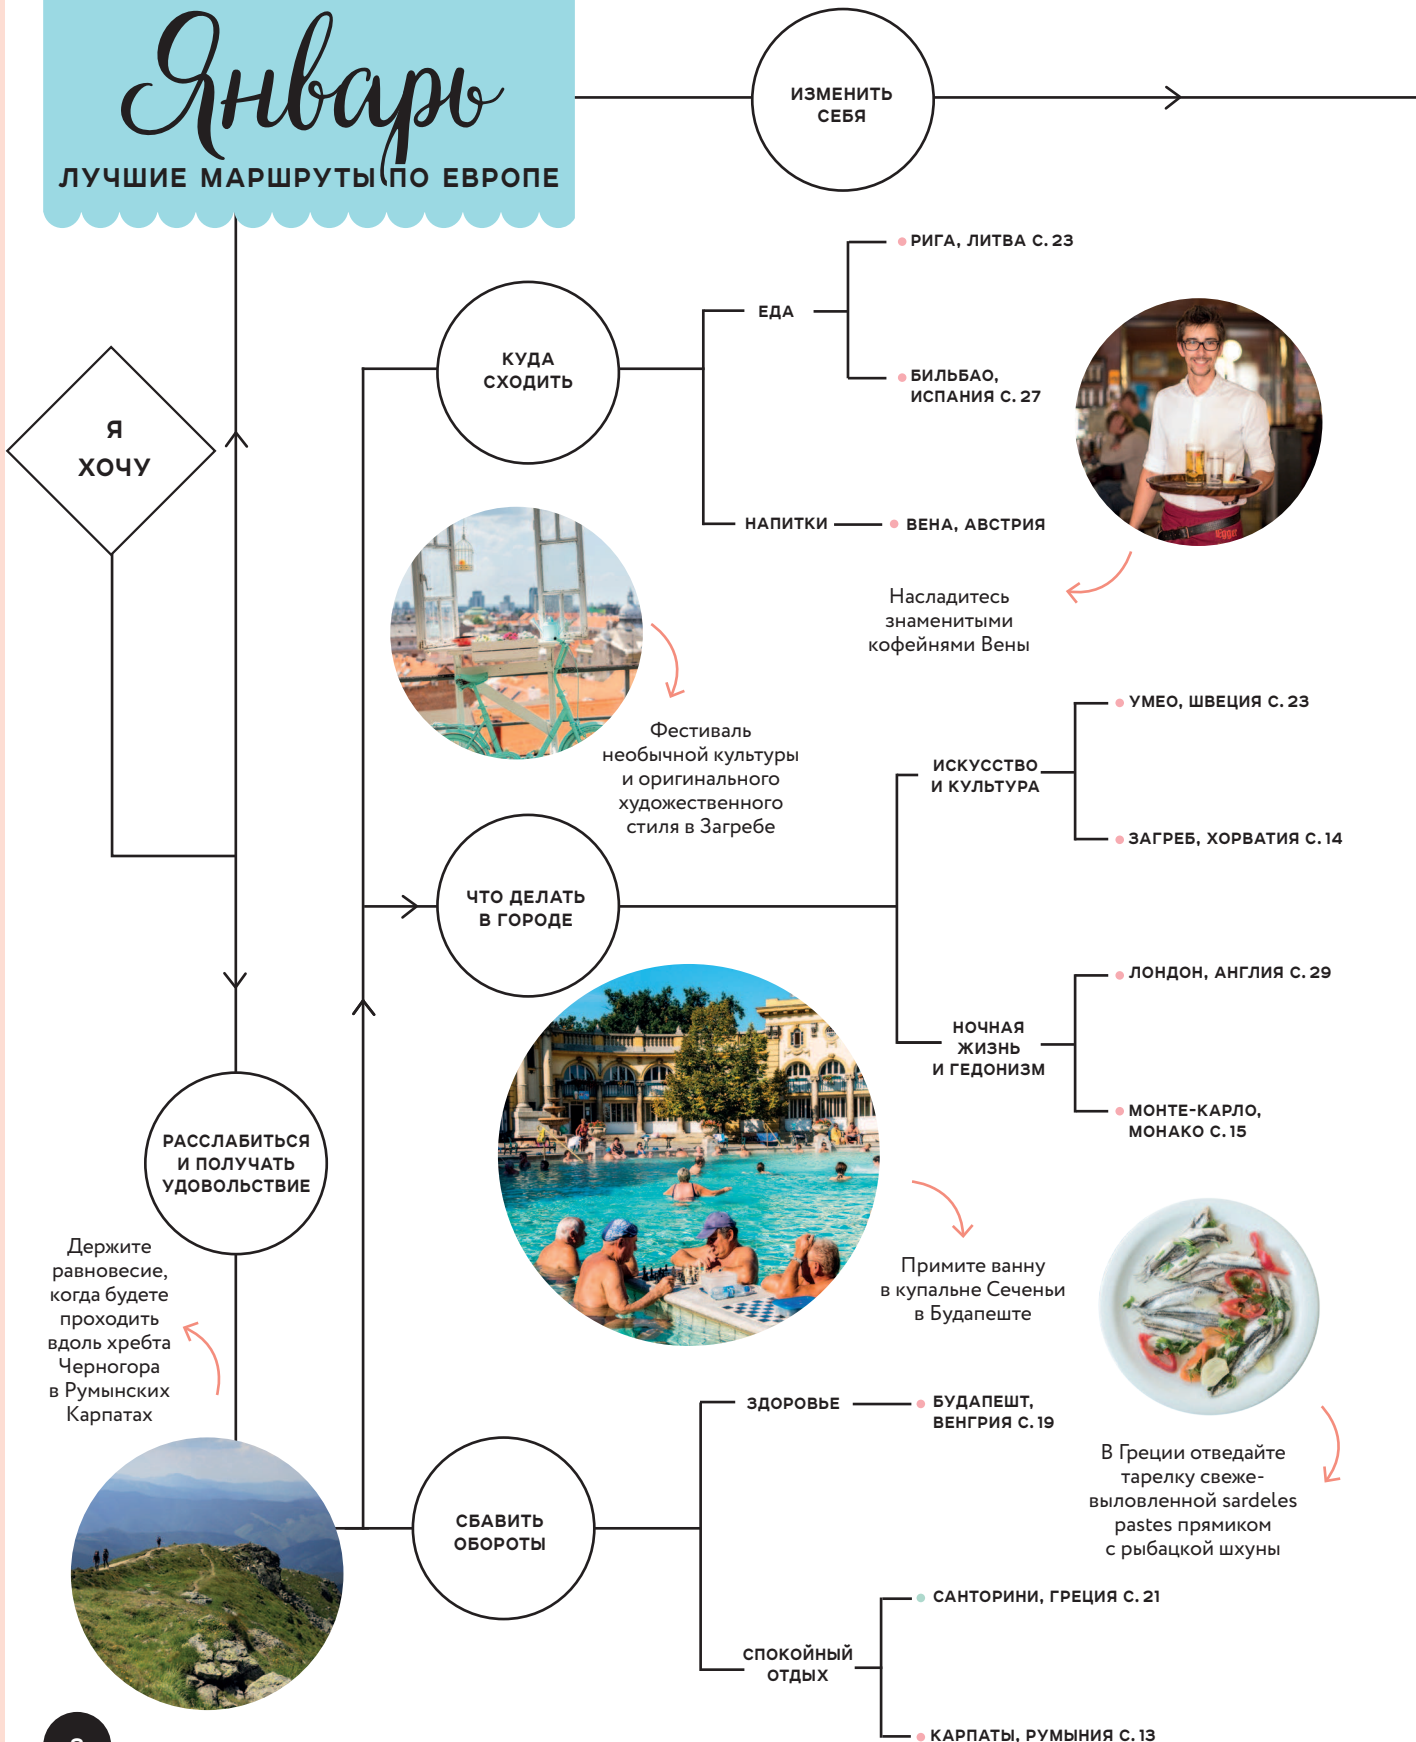 Январь
ЛУЧШИЕ МАРШРУТЫ ПО ЕВРОПЕ
ИЗМЕНИТЬ
СЕБЯ
Я
ХОЧУ
КУДА
СХОДИТЬ
ЕДА
РИГА, ЛИТВА С. 23
БИЛЬБАО,
ИСПАНИЯ С. 27
НАПИТКИ
ВЕНА, АВСТРИЯ
Насладитесь
знаменитыми
кофейнями Вены
Фестиваль
необычной культуры
и оригинального
художественного
стиля в Загребе
ЧТО ДЕЛАТЬ
В ГОРОДЕ
ИСКУССТВО
И КУЛЬТУРА
УМЕО, ШВЕЦИЯ С. 23
ЗАГРЕБ, ХОРВАТИЯ С. 14
НОЧНАЯ
ЖИЗНЬ
И ГЕДОНИЗМ
ЛОНДОН, АНГЛИЯ С. 29
МОНТЕ-КАРЛО,
МОНАКО С. 15
РАССЛАБИТЬСЯ
И ПОЛУЧАТЬ
УДОВОЛЬСТВИЕ
Держите
равновесие,
когда будете
проходить
вдоль хребта
Черногора
в Румынских
Карпатах
Примите ванну
в купальне Сеченьи
в Будапеште
СБАВИТЬ
ОБОРОТЫ
ЗДОРОВЬЕ
БУДАПЕШТ,
ВЕНГРИЯ С. 19
В Греции отведайте
тарелку свеже-
выловленной sardeles
pastes прямиком
с рыбацкой шхуны
СПОКОЙНЫЙ
ОТДЫХ
САНТОРИНИ, ГРЕЦИЯ С. 21
КАРПАТЫ, РУМЫНИЯ С. 13